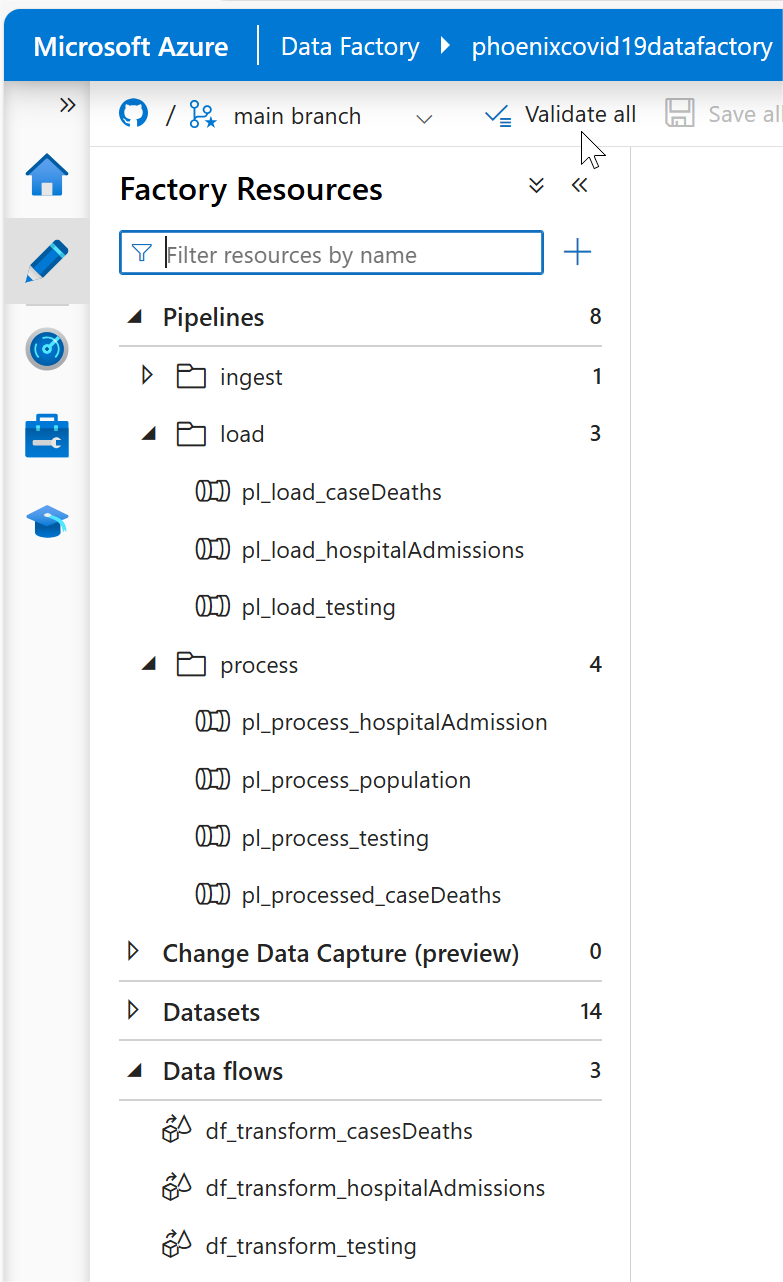 Microsoft Azure Data Factory phoenixcovid19datafactory
/ main branch Validate all Save all
Factory Resources
Filter resources by name
Pipelines 8
ingest 1
load 3
pl_load_caseDeaths
pl_load_hospitalAdmissions
pl_load_testing
process 4
pl_process_hospitalAdmission
pl_process_population
pl_process_testing
pl_processed_caseDeaths
Change Data Capture (preview) 0
Datasets 14
Data flows 3
df_transform_casesDeaths
df_transform_hospitalAdmissions
df_transform_testing